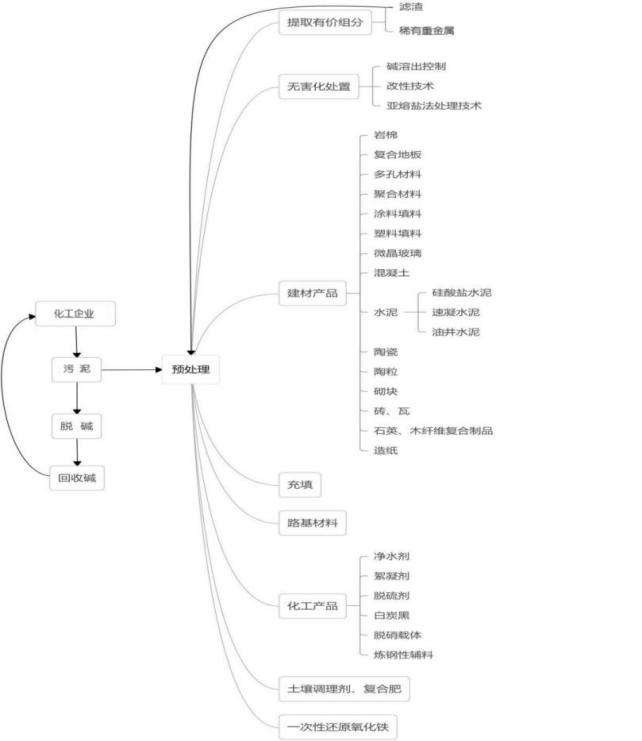 化工企业
污 泥
脱 碱
回收碱
预处理
提取有价组分
滤渣
稀有重金属
无害化处置
碱溶出控制
改性技术
亚熔盐法处理技术
建材产品
岩棉
复合地板
多孔材料
聚合材料
涂料填料
塑料填料
微晶玻璃
混凝土
水泥
硅酸盐水泥
速凝水泥
油井水泥
陶瓷
陶粒
砌块
砖、瓦
石英、木纤维复合制品
造纸
充填
路基材料
化工产品
净水剂
絮凝剂
脱硫剂
白炭黑
脱硝载体
炼钢性辅料
土壤调理剂、复合肥
一次性还原氧化铁